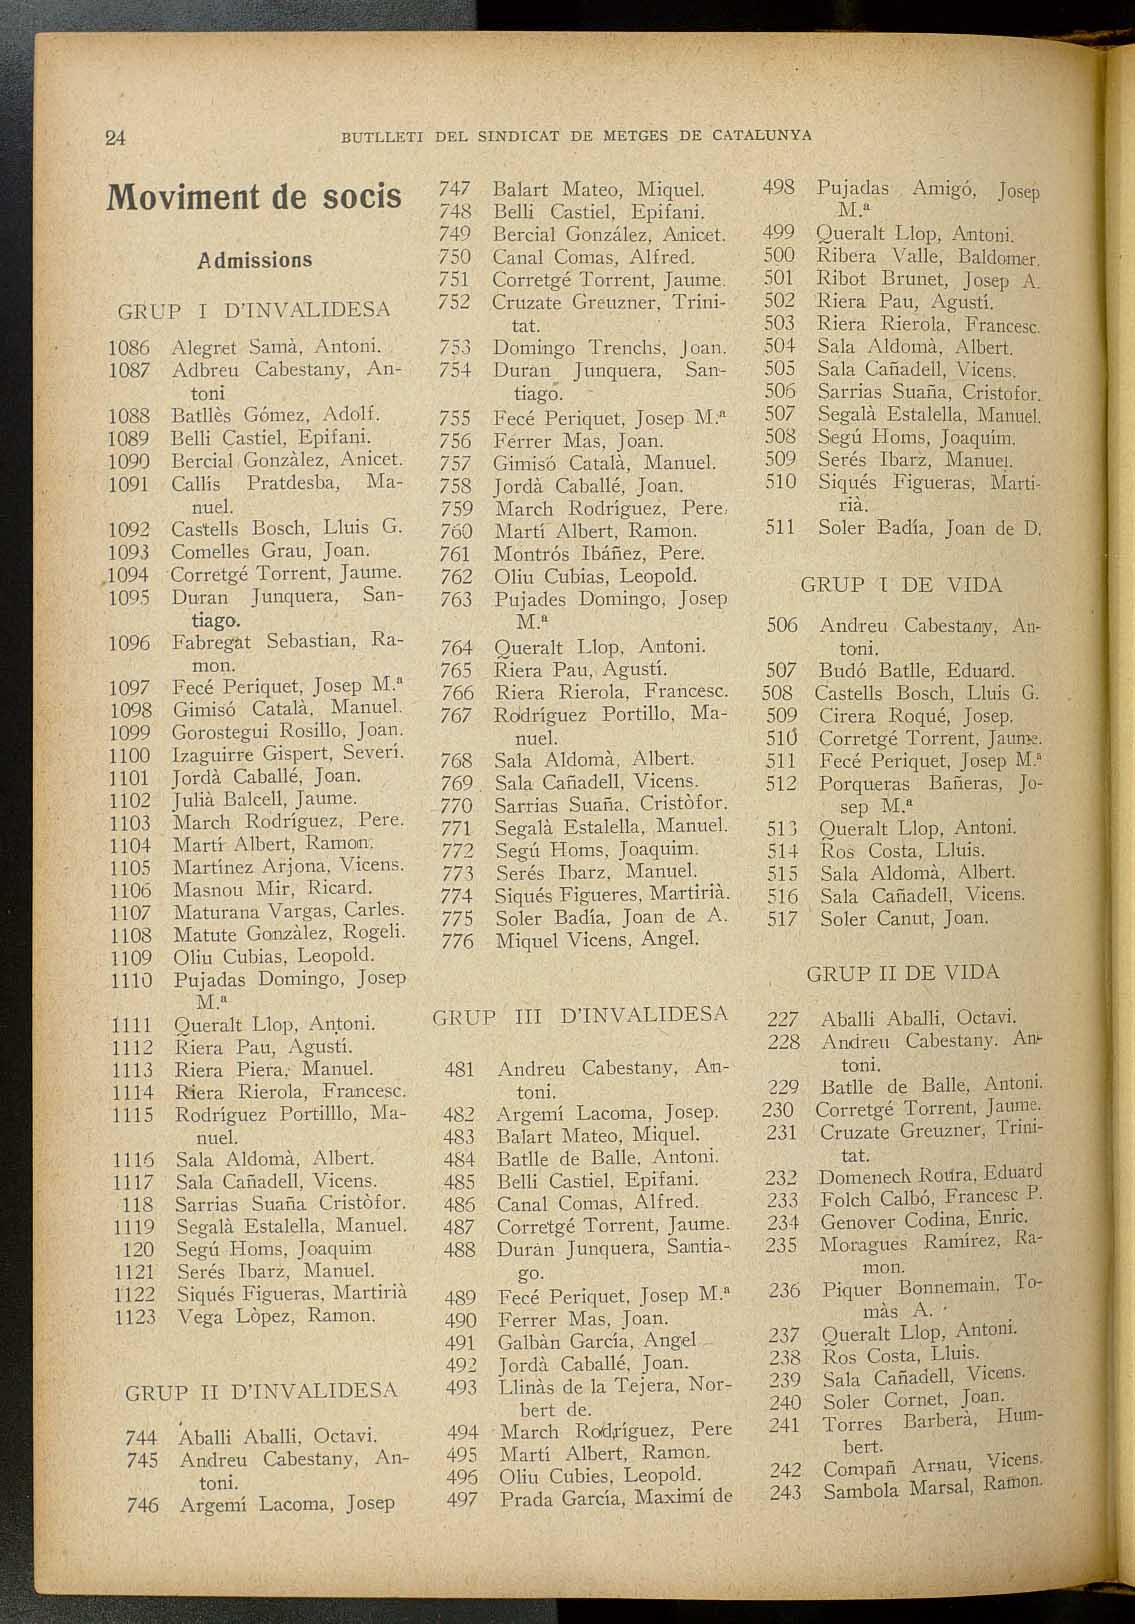 24
BUTLLETI DEL SINDICAT DE METGES DE CATALUNYA
Moviment de socis
Admissions
GRUP I D'INVALIDESA
1086 Alegret Samà, Antoni.
1087 Adbreu Cabestany, An-
toni
1088 Batllès Gómez, Adolf.
1089 Belli Castiel, Epifani.
1090 Bercial Gonzàlez, Anicet.
1091 Callís Pratdesba, Ma-
nuel.
1092 Castells Bosch, Lluis G.
1093 Comelles Grau, Joan.
1094 Corretgé Torrent, Jaume.
1095 Duran Junquera, San-
tiago.
1096 Fabregat Sebastian, Ra-
mon.
1097 Fecé Periquet, Josep M.ª
1098 Gimisó Català, Manuel.
1099 Gorostegui Rosillo, Joan.
1100 Izaguirre Gispert, Severí.
1101 Jordà Caballé, Joan.
1102 Julià Balcell, Jaume.
1103 March Rodríguez, Pere.
1104 Martí Albert, Ramon.
1105 Martínez Arjona, Vicens.
1106 Masnou Mir, Ricard.
1107 Maturana Vargas, Carles.
1108 Matute Gonzàlez, Rogeli.
1109 Oliu Cubias, Leopold.
1110 Pujadas Domingo, Josep
M.ª
1111 Queralt Llop, Antoni.
1112 Riera Pau, Agustí.
1113 Riera Piera, Manuel.
1114 Riera Rierola, Francesc.
1115 Rodríguez Portilllo, Ma-
nuel.
1116 Sala Aldomà, Albert.
1117 Sala Cañadell, Vicens.
118 Sarrias Suaña Cristòfor.
1119 Segalà Estalella, Manuel.
120 Segú Homs, Joaquim
1121 Serés Ibarz, Manuel.
1122 Siqués Figueras, Martirià
1123 Vega Lòpez, Ramon.
GRUP II D'INVALIDESA
744 Aballi Aballi, Octavi.
745 Andreu Cabestany, An-
toni.
746 Argemí Lacoma, Josep
747 Balart Mateo, Miquel.
748 Belli Castiel, Epifani.
749 Bercial González, Anicet.
750 Canal Comas, Alfred.
751 Corretgé Torrent, Jaume.
752 Cruzate Greuzner, Trini-
tat.
753 Domingo Trenchs, Joan.
754 Duran Junquera, San-
tiago.
755 Fecé Periquet, Josep M.ª
756 Férrer Mas, Joan.
757 Gimisó Català, Manuel.
758 Jordà Caballé, Joan.
759 March Rodríguez, Pere.
760 Martí Albert, Ramon.
761 Montrós Ibáñez, Pere.
762 Oliu Cubias, Leopold.
763 Pujades Domingo, Josep
M.ª
764 Queralt Llop, Antoni.
765 Riera Pau, Agustí.
766 Riera Rierola, Francesc.
767 Rodríguez Portillo, Ma-
nuel.
768 Sala Aldomà, Albert.
769 Sala Cañadell, Vicens.
770 Sarrias Suaña, Cristòfor.
771 Segalà Estalella, Manuel.
772 Segú Homs, Joaquim.
773 Serés Ibarz, Manuel.
774 Siqués Figueres, Martirià.
775 Soler Badía, Joan de A.
776 Miquel Vicens, Angel.
GRUP III D'INVALIDESA
481 Andreu Cabestany, An-
toni.
482 Argemí Lacoma, Josep.
483 Balart Mateo, Miquel.
484 Batlle de Balle, Antoni.
485 Belli Castiel, Epifani.
486 Canal Comas, Alfred.
487 Corretgé Torrent, Jaume.
488 Duran Junquera, Santia-
go.
489 Fecé Periquet, Josep M.ª
490 Ferrer Mas, Joan.
491 Galbàn García, Angel
492 Jordà Caballé, Joan.
493 Llinàs de la Tejera, Nor-
bert de.
494 March Rodríguez, Pere
495 Martí Albert, Ramon.
496 Oliu Cubies, Leopold.
497 Prada García, Maximí de
498 Pujadas Amigó, Josep
M.ª
499 Queralt Llop, Antoni.
500 Ribera Valle, Baldomer.
501 Ribot Brunet, Josep A.
502 Riera Pau, Agustí.
503 Riera Rierola, Francesc.
504 Sala Aldomà, Albert.
505 Sala Cañadell, Vicens.
506 Sarrias Suaña, Cristofor.
507 Segalà Estalella, Manuel.
508 Segú Homs, Joaquim.
509 Serés Ibarz, Manuel.
510 Siqués Figueras, Marti-
rià.
511 Soler Badía, Joan de D.
GRUP I DE VIDA
506 Andreu Cabestany, An-
toni.
507 Budó Batlle, Eduard.
508 Castells Bosch, Lluis G.
509 Cirera Roqué, Josep.
510 Corretgé Torrent, Jaume.
511 Fecé Periquet, Josep M.ª
512 Porqueras Bañeras, Jo-
sep M.ª
513 Queralt Llop, Antoni.
514 Ros Costa, Lluis.
515 Sala Aldomà, Albert.
516 Sala Cañadell, Vicens.
517 Soler Canut, Joan.
GRUP II DE VIDA
227 Aballi Aballi, Octavi.
228 Andreu Cabestany. An-
toni.
229 Batlle de Balle, Antoni.
230 Corretgé Torrent, Jaume.
231 Cruzate Greuzner, Trini-
tat.
232 Domeneck Roura, Eduard
233 Folch Calbó, Francesc P.
234 Genover Codina, Enric.
235 Moragues Ramírez, Ra-
mon.
236 Piquer Bonnemain, To-
màs A.
237 Queralt Llop, Antoni.
238 Ros Costa, Lluis.
239 Sala Cañadell, Vicens.
240 Soler Cornet, Joan.
241 Torres Barberà, Hum-
bert.
242 Compañ Arnau, Vicens.
243 Sambola Marsal, Ramon.